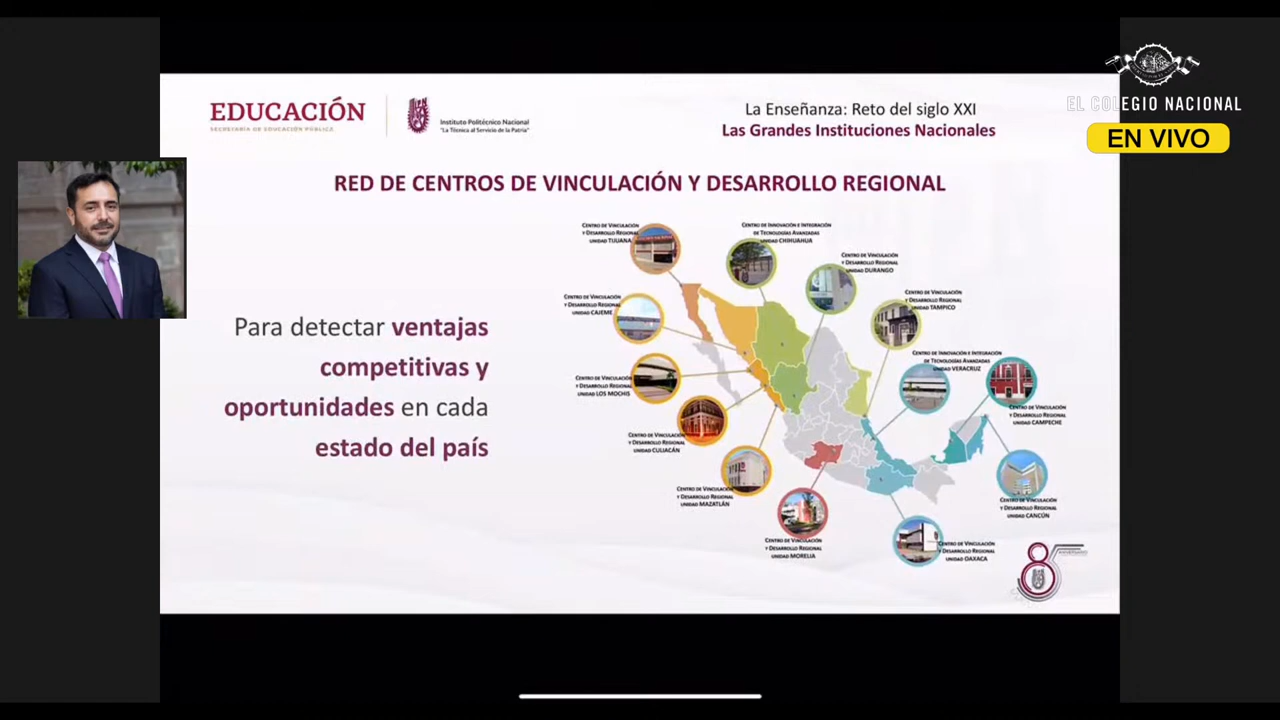 EL COLEGIO NACIONAL
EN VIVO
EDUCACIÓN
SECRETARÍA DE EDUCACIÓN PÚBLICA
Instituto Politécnico Nacional
"La Técnica al Servicio de la Patria"
La Enseñanza: Reto del siglo XXI
Las Grandes Instituciones Nacionales
RED DE CENTROS DE VINCULACIÓN Y DESARROLLO REGIONAL
Para detectar ventajas
competitivas y
oportunidades en cada
estado del país
CENTRO DE VINCULACIÓN
Y DESARROLLO REGIONAL
UNIDAD TIJUANA
CENTRO DE INNOVACIÓN E INTEGRACIÓN
DE TECNOLOGÍAS AVANZADAS
UNIDAD CHIHUAHUA
CENTRO DE VINCULACIÓN
Y DESARROLLO REGIONAL
UNIDAD DURANGO
CENTRO DE VINCULACIÓN
Y DESARROLLO REGIONAL
UNIDAD CAJEME
CENTRO DE VINCULACIÓN
Y DESARROLLO REGIONAL
UNIDAD TAMPICO
CENTRO DE INNOVACIÓN E INTEGRACIÓN
DE TECNOLOGÍAS AVANZADAS
UNIDAD VERACRUZ
CENTRO DE VINCULACIÓN
Y DESARROLLO REGIONAL
UNIDAD LOS MOCHIS
CENTRO DE VINCULACIÓN
Y DESARROLLO REGIONAL
UNIDAD CAMPECHE
CENTRO DE VINCULACIÓN
Y DESARROLLO REGIONAL
UNIDAD CULIACÁN
CENTRO DE VINCULACIÓN
Y DESARROLLO REGIONAL
UNIDAD MAZATLÁN
CENTRO DE VINCULACIÓN
Y DESARROLLO REGIONAL
UNIDAD CANCÚN
CENTRO DE VINCULACIÓN
Y DESARROLLO REGIONAL
UNIDAD MORELIA
CENTRO DE VINCULACIÓN
Y DESARROLLO REGIONAL
UNIDAD OAXACA
85
ANIVERSARIO